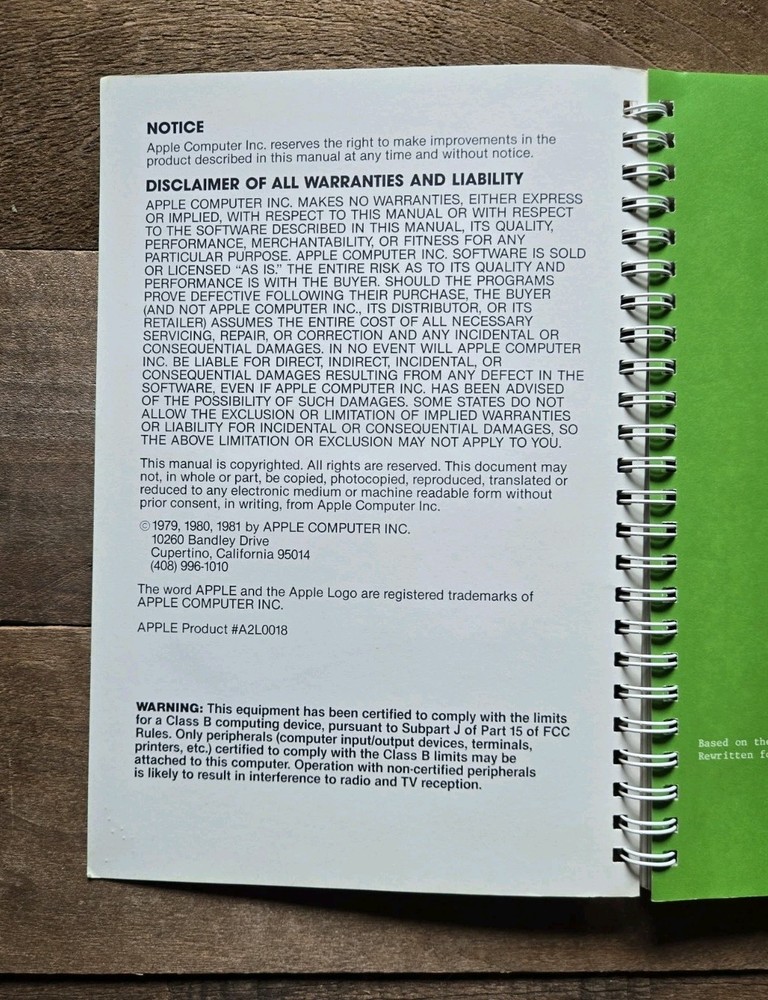 NOTICE
Apple Computer Inc. reserves the right to make improvements in the
product described in this manual at any time and without notice.
DISCLAIMER OF ALL WARRANTIES AND LIABILITY
APPLE COMPUTER INC. MAKES NO WARRANTIES, EITHER EXPRESS
OR IMPLIED, WITH RESPECT TO THIS MANUAL OR WITH RESPECT
TO THE SOFTWARE DESCRIBED IN THIS MANUAL, ITS QUALITY,
PERFORMANCE, MERCHANTABILITY, OR FITNESS FOR ANY
PARTICULAR PURPOSE. APPLE COMPUTER INC. SOFTWARE IS SOLD
OR LICENSED “AS IS.” THE ENTIRE RISK AS TO ITS QUALITY AND
PERFORMANCE IS WITH THE BUYER. SHOULD THE PROGRAMS
PROVE DEFECTIVE FOLLOWING THEIR PURCHASE, THE BUYER
(AND NOT APPLE COMPUTER INC., ITS DISTRIBUTOR, OR ITS
RETAILER) ASSUMES THE ENTIRE COST OF ALL NECESSARY
SERVICING, REPAIR, OR CORRECTION AND ANY INCIDENTAL OR
CONSEQUENTIAL DAMAGES. IN NO EVENT WILL APPLE COMPUTER
INC. BE LIABLE FOR DIRECT, INDIRECT, INCIDENTAL, OR
CONSEQUENTIAL DAMAGES RESULTING FROM ANY DEFECT IN THE
SOFTWARE, EVEN IF APPLE COMPUTER INC. HAS BEEN ADVISED
OF THE POSSIBILITY OF SUCH DAMAGES. SOME STATES DO NOT
ALLOW THE EXCLUSION OR LIMITATION OF IMPLIED WARRANTIES
OR LIABILITY FOR INCIDENTAL OR CONSEQUENTIAL DAMAGES, SO
THE ABOVE LIMITATION OR EXCLUSION MAY NOT APPLY TO YOU.
This manual is copyrighted. All rights are reserved. This document may
not, in whole or part, be copied, photocopied, reproduced, translated or
reduced to any electronic medium or machine readable form without
prior consent, in writing, from Apple Computer Inc.
©1979, 1980, 1981 by APPLE COMPUTER INC.
10260 Bandley Drive
Cupertino, California 95014
(408) 996-1010
The word APPLE and the Apple Logo are registered trademarks of
APPLE COMPUTER INC.
APPLE Product #A2L0018
WARNING: This equipment has been certified to comply with the limits
for a Class B computing device, pursuant to Subpart J of Part 15 of FCC
Rules. Only peripherals (computer input/output devices, terminals,
printers, etc.) certified to comply with the Class B limits may be
attached to this computer. Operation with non-certified peripherals
is likely to result in interference to radio and TV reception.
Based on the
Rewritten fo